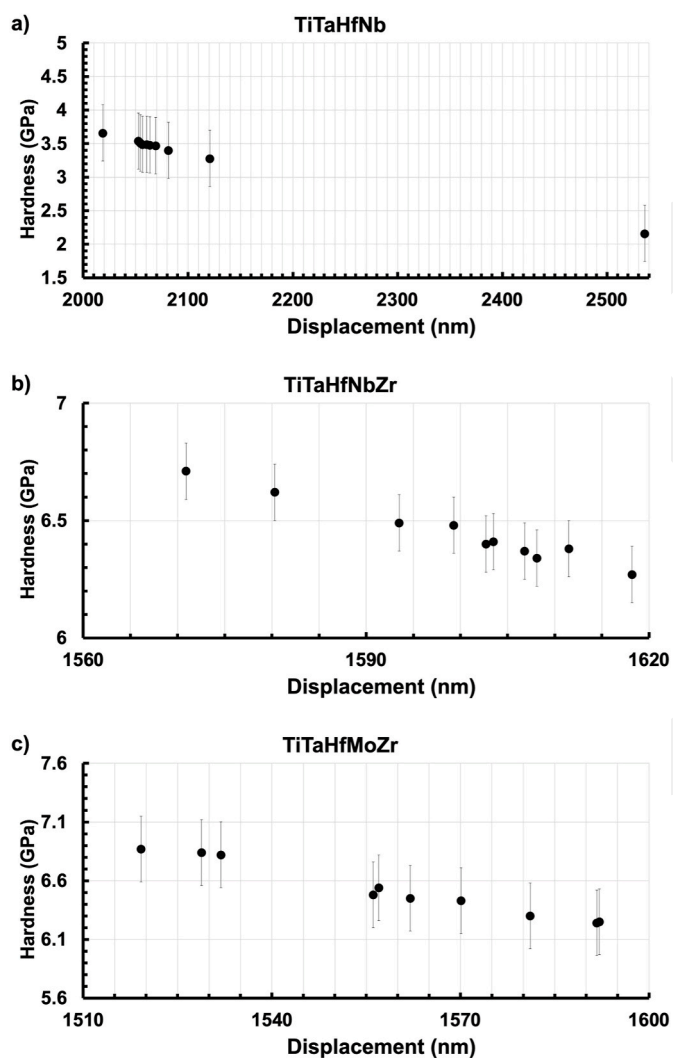 a)
TiTaHfNb
5
4.5
4
3.5
3
2.5
2
1.5
Hardness (GPa)
2000 2100 2200 2300 2400 2500
Displacement (nm)
b)
TiTaHfNbZr
7
6.5
6
Hardness (GPa)
1560 1590 1620
Displacement (nm)
c)
TiTaHfMoZr
7.6
7.1
6.6
6.1
5.6
Hardness (GPa)
1510 1540 1570 1600
Displacement (nm)